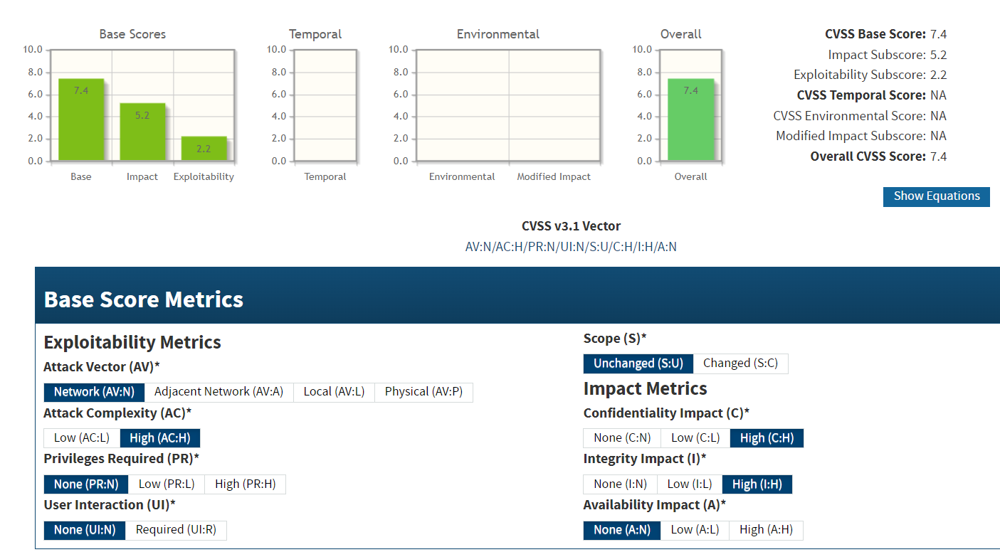 Base Scores
10.0
8.0
6.0
4.0
2.0
0.0
7.4
5.2
2.2
Base Impact Exploitability
Temporal
10.0
8.0
6.0
4.0
2.0
0.0
Temporal
Environmental
10.0
8.0
6.0
4.0
2.0
0.0
Environmental Modified Impact
Overall
10.0
8.0
6.0
4.0
2.0
0.0
7.4
Overall
CVSS Base Score: 7.4
Impact Subscore: 5.2
Exploitability Subscore: 2.2
CVSS Temporal Score: NA
CVSS Environmental Score: NA
Modified Impact Subscore: NA
Overall CVSS Score: 7.4
Show Equations
CVSS v3.1 Vector
AV:N/AC:H/PR:N/UI:N/S:U/C:H/I:H/A:N
Base Score Metrics
Exploitability Metrics
Attack Vector (AV)*
Network (AV:N) Adjacent Network (AV:A) Local (AV:L) Physical (AV:P)
Attack Complexity (AC)*
Low (AC:L) High (AC:H)
Privileges Required (PR)*
None (PR:N) Low (PR:L) High (PR:H)
User Interaction (UI)*
None (UI:N) Required (UI:R)
Scope (S)*
Unchanged (S:U) Changed (S:C)
Impact Metrics
Confidentiality Impact (C)*
None (C:N) Low (C:L) High (C:H)
Integrity Impact (I)*
None (I:N) Low (I:L) High (I:H)
Availability Impact (A)*
None (A:N) Low (A:L) High (A:H)